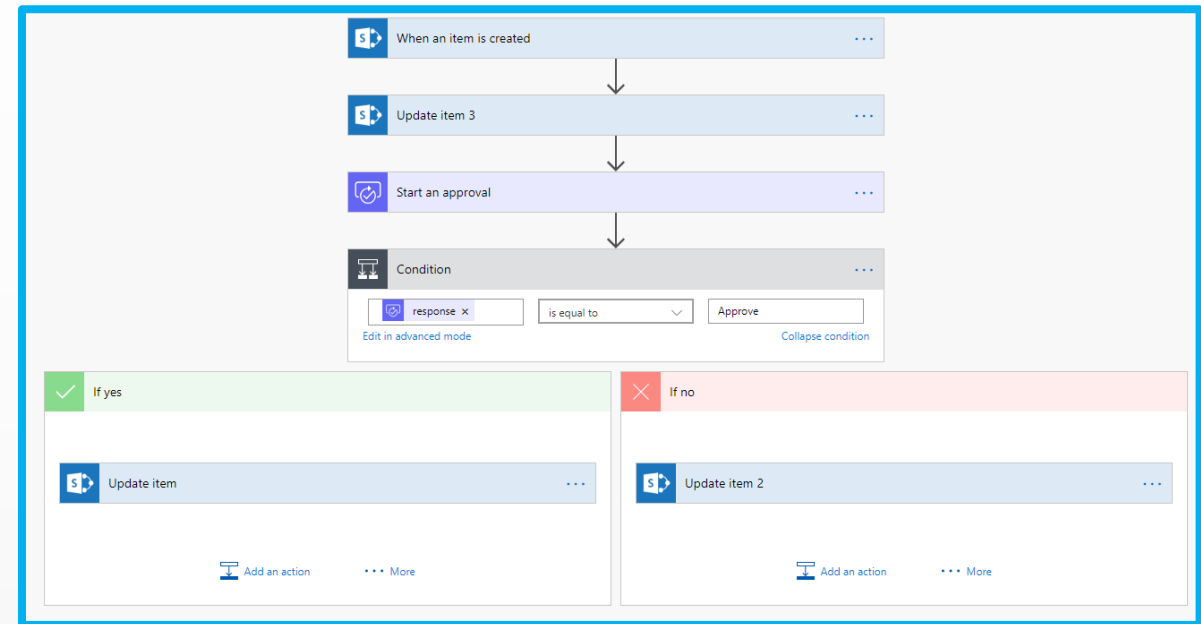 When an item is created
Update item 3
Start an approval
Condition
response × is equal to Approve
Edit in advanced mode Collapse condition
If yes
If no
Update item
Update item 2
Add an action ··· More
Add an action ··· More